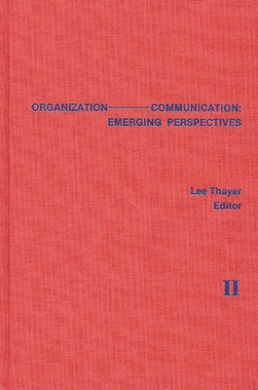 ORGANIZATION———COMMUNICATION:
EMERGING PERSPECTIVES
Lee Thayer
Editor
II